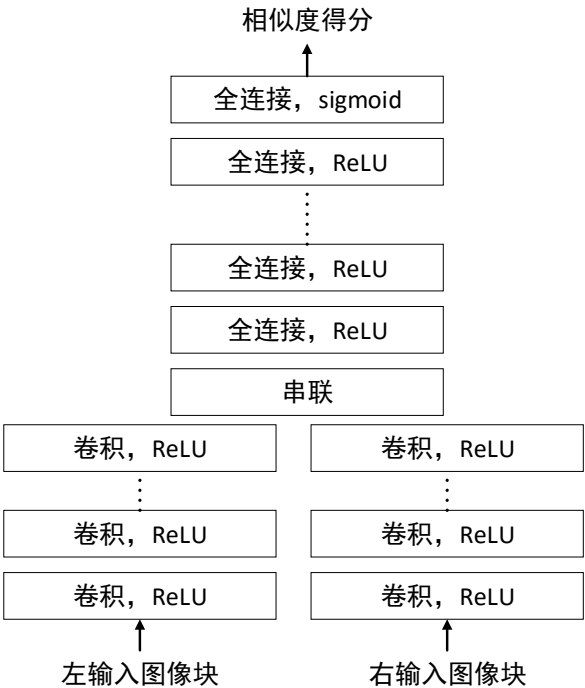 相似度得分
全连接，sigmoid
全连接，ReLU
全连接，ReLU
全连接，ReLU
串联
卷积，ReLU
卷积，ReLU
卷积，ReLU
卷积，ReLU
卷积，ReLU
卷积，ReLU
左输入图像块
右输入图像块